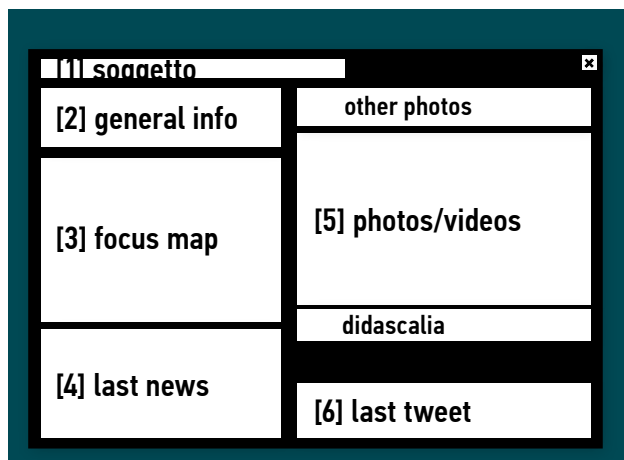 [1] soggetto
[2] general info
[3] focus map
[4] last news
other photos
[5] photos/videos
didascalia
[6] last tweet